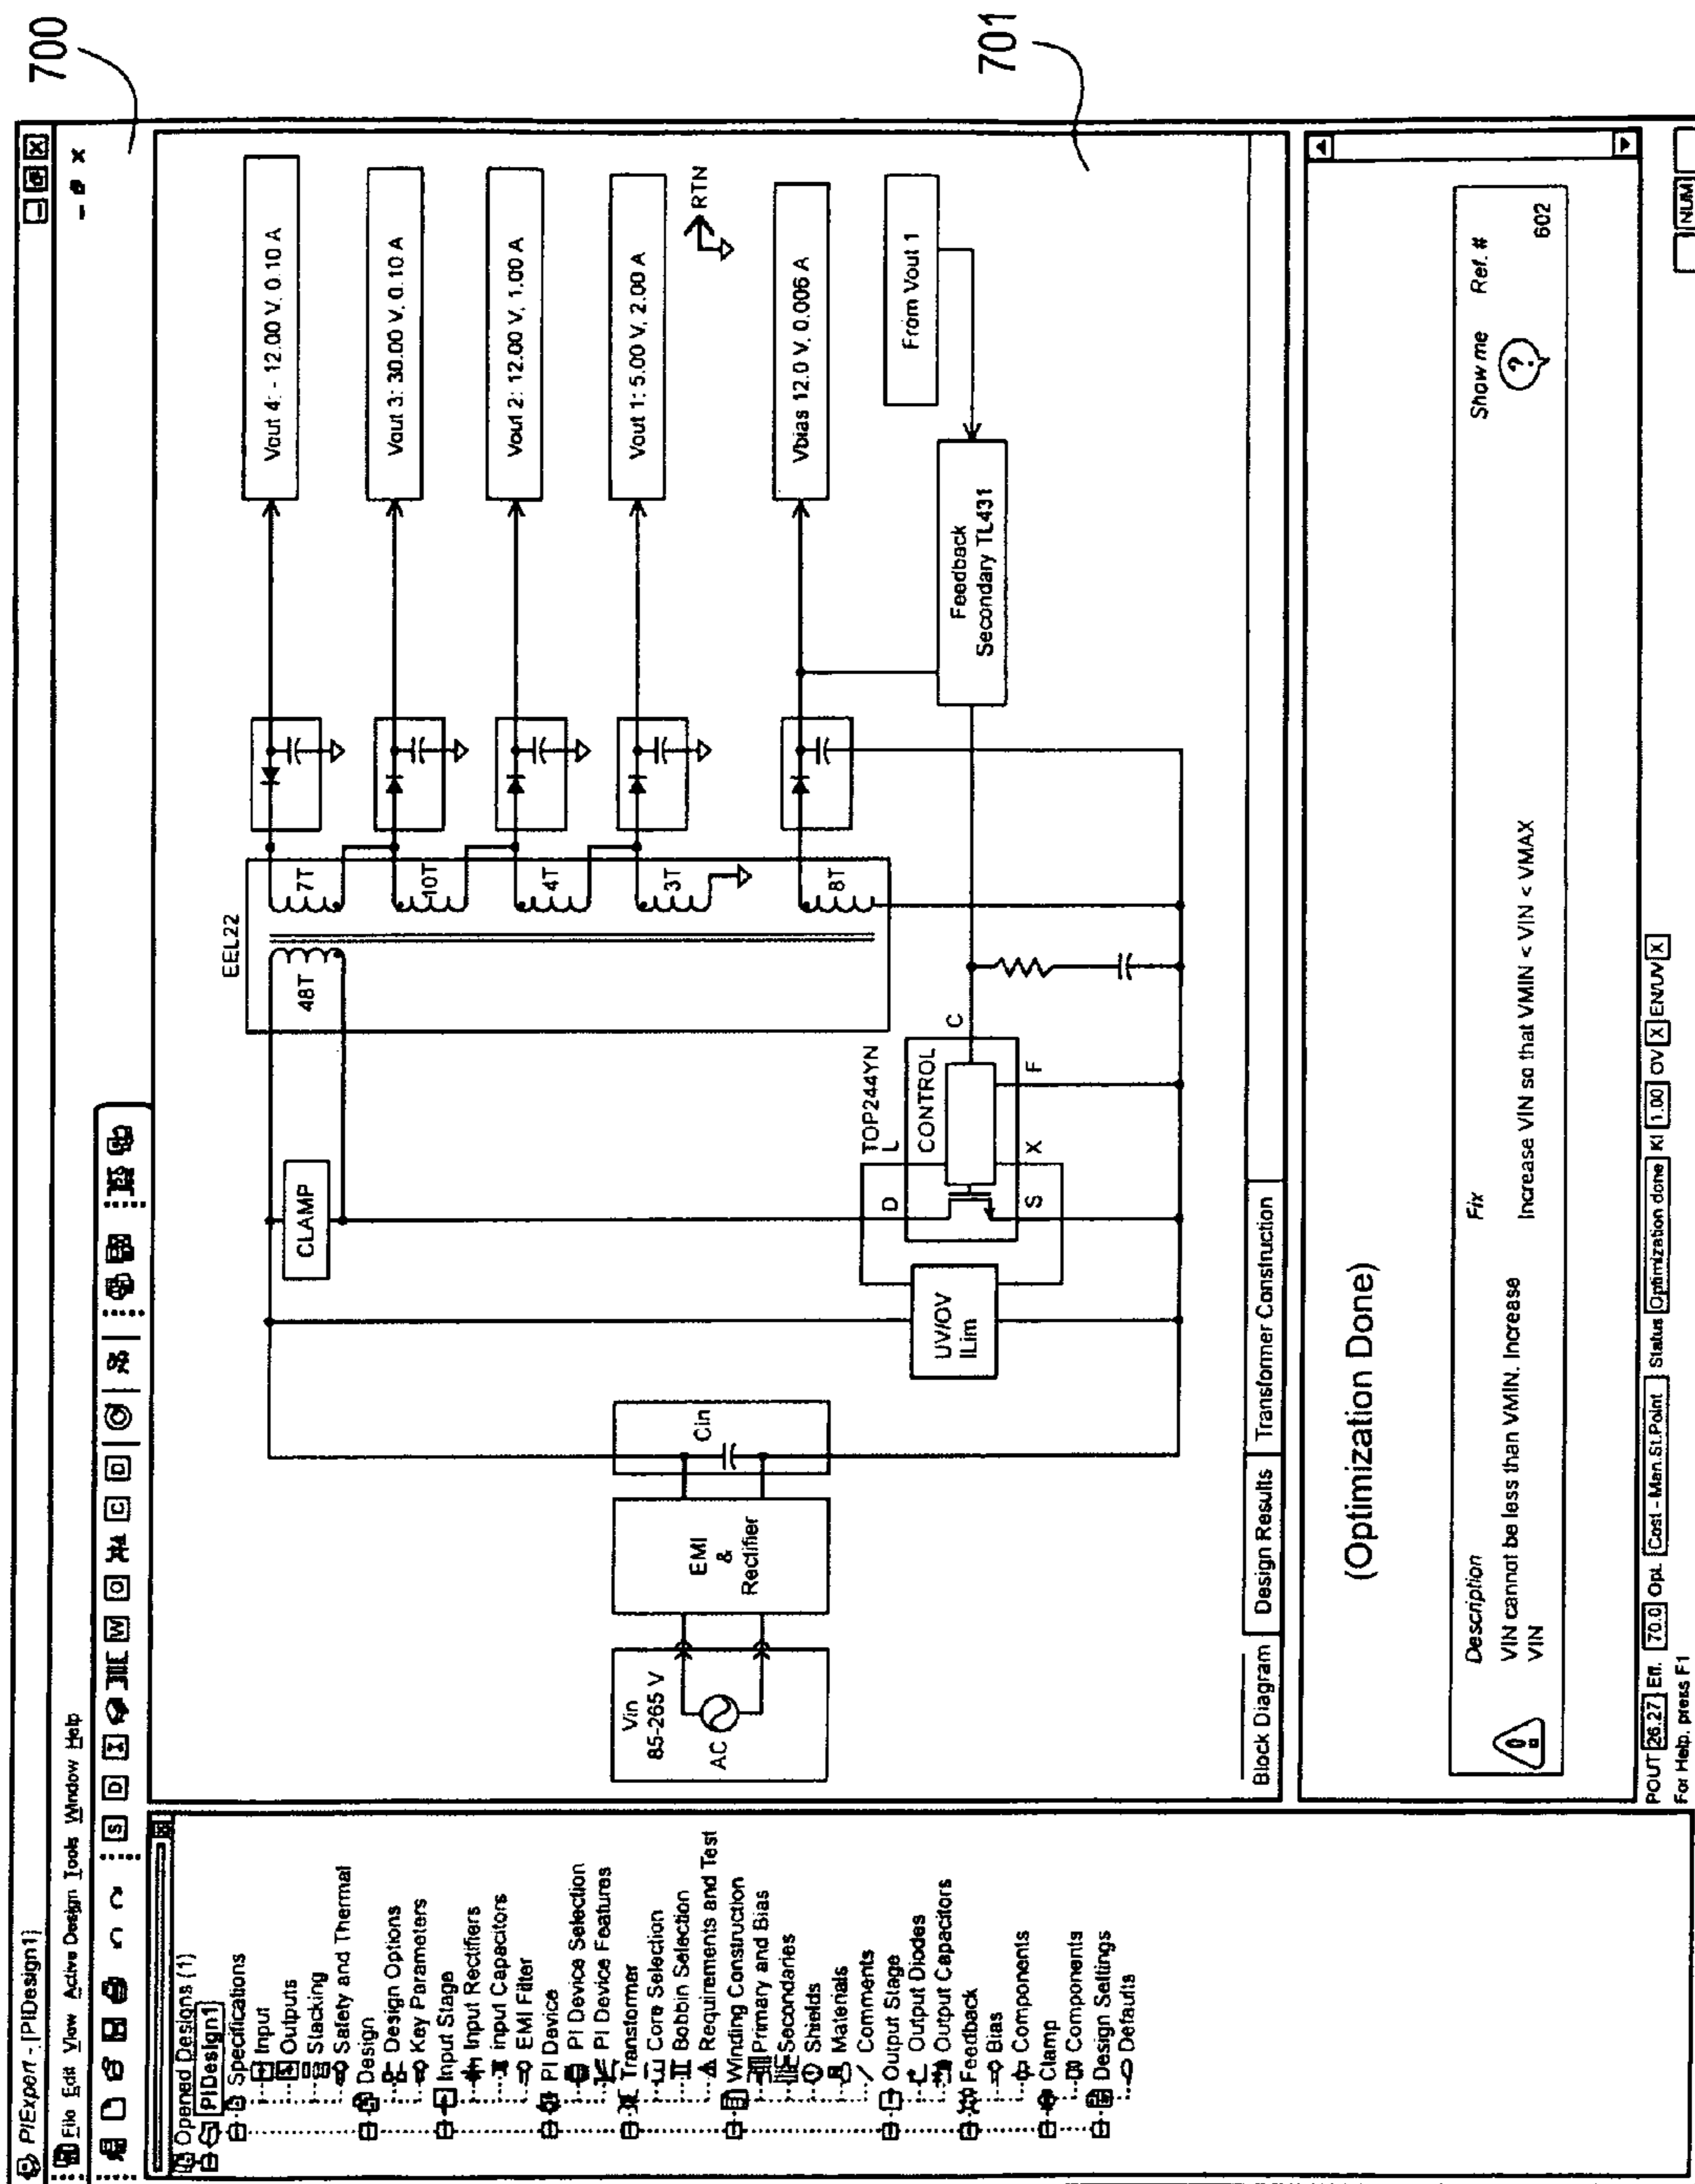 700
PIExpert - [PIDesign1]
File Edit View Active Design Tools Window Help
S D I W O C D
Opened Designs (1)
PIDesign1
Specifications
Input
Outputs
Stacking
Safety and Thermal
Design
Design Options
Key Parameters
Input Stage
Input Rectifiers
Input Capacitors
EMI Filter
PI Device
PI Device Selection
PI Device Features
Transformer
Core Selection
Bobbin Selection
Requirements and Test
Winding Construction
Primary and Bias
Secondaries
Shields
Materials
Comments
Output Stage
Output Diodes
Output Capacitors
Feedback
Bias
Components
Clamp
Components
Design Settings
Defaults
Vin
85-265 V
AC
EMI
&
Rectifier
Cin
CLAMP
UV/OV
ILim
TOP244YN
L
D
CONTROL
C
S
X
F
EEL22
48T
7T
10T
4T
3T
8T
Vout 4: - 12.00 V, 0.10 A
Vout 3: 30.00 V, 0.10 A
Vout 2: 12.00 V, 1.00 A
Vout 1: 5.00 V, 2.00 A
RTN
Vbias 12.0 V, 0.006 A
From Vout 1
Feedback
Secondary TL431
701
Block Diagram Design Results Transformer Construction
(Optimization Done)
Description Fix Show me Ref. #
VIN cannot be less than VMIN. Increase Increase VIN so that VMIN < VIN < VMAX ? 602
VIN
POUT 26.27 Eff. 70.0 Opt. Cost - Man.St.Point Status Optimization done KI 1.00 OV X EN/UV X
For Help, press F1 NUM